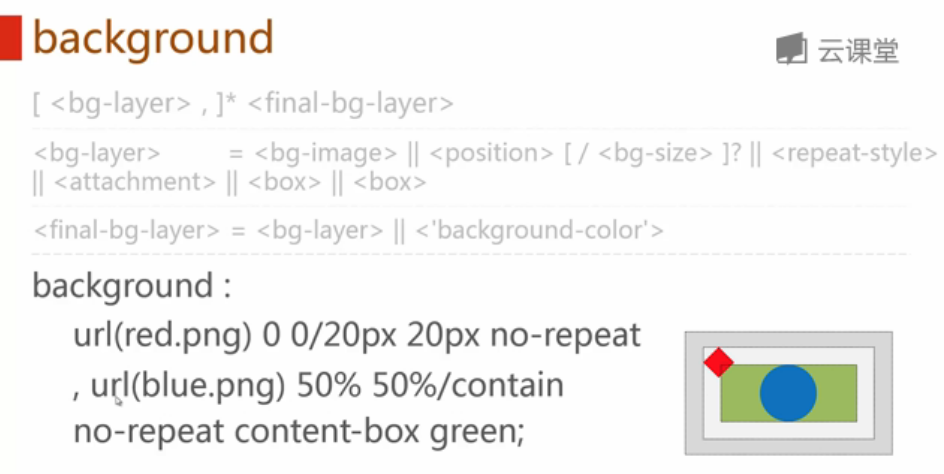 background
云课堂
[ <bg-layer> , ]* <final-bg-layer>
<bg-layer> = <bg-image> || <position> [ / <bg-size> ]? || <repeat-style>
|| <attachment> || <box> || <box>
<final-bg-layer> = <bg-layer> || <'background-color'>
background :
url(red.png) 0 0/20px 20px no-repeat
, url(blue.png) 50% 50%/contain
no-repeat content-box green;